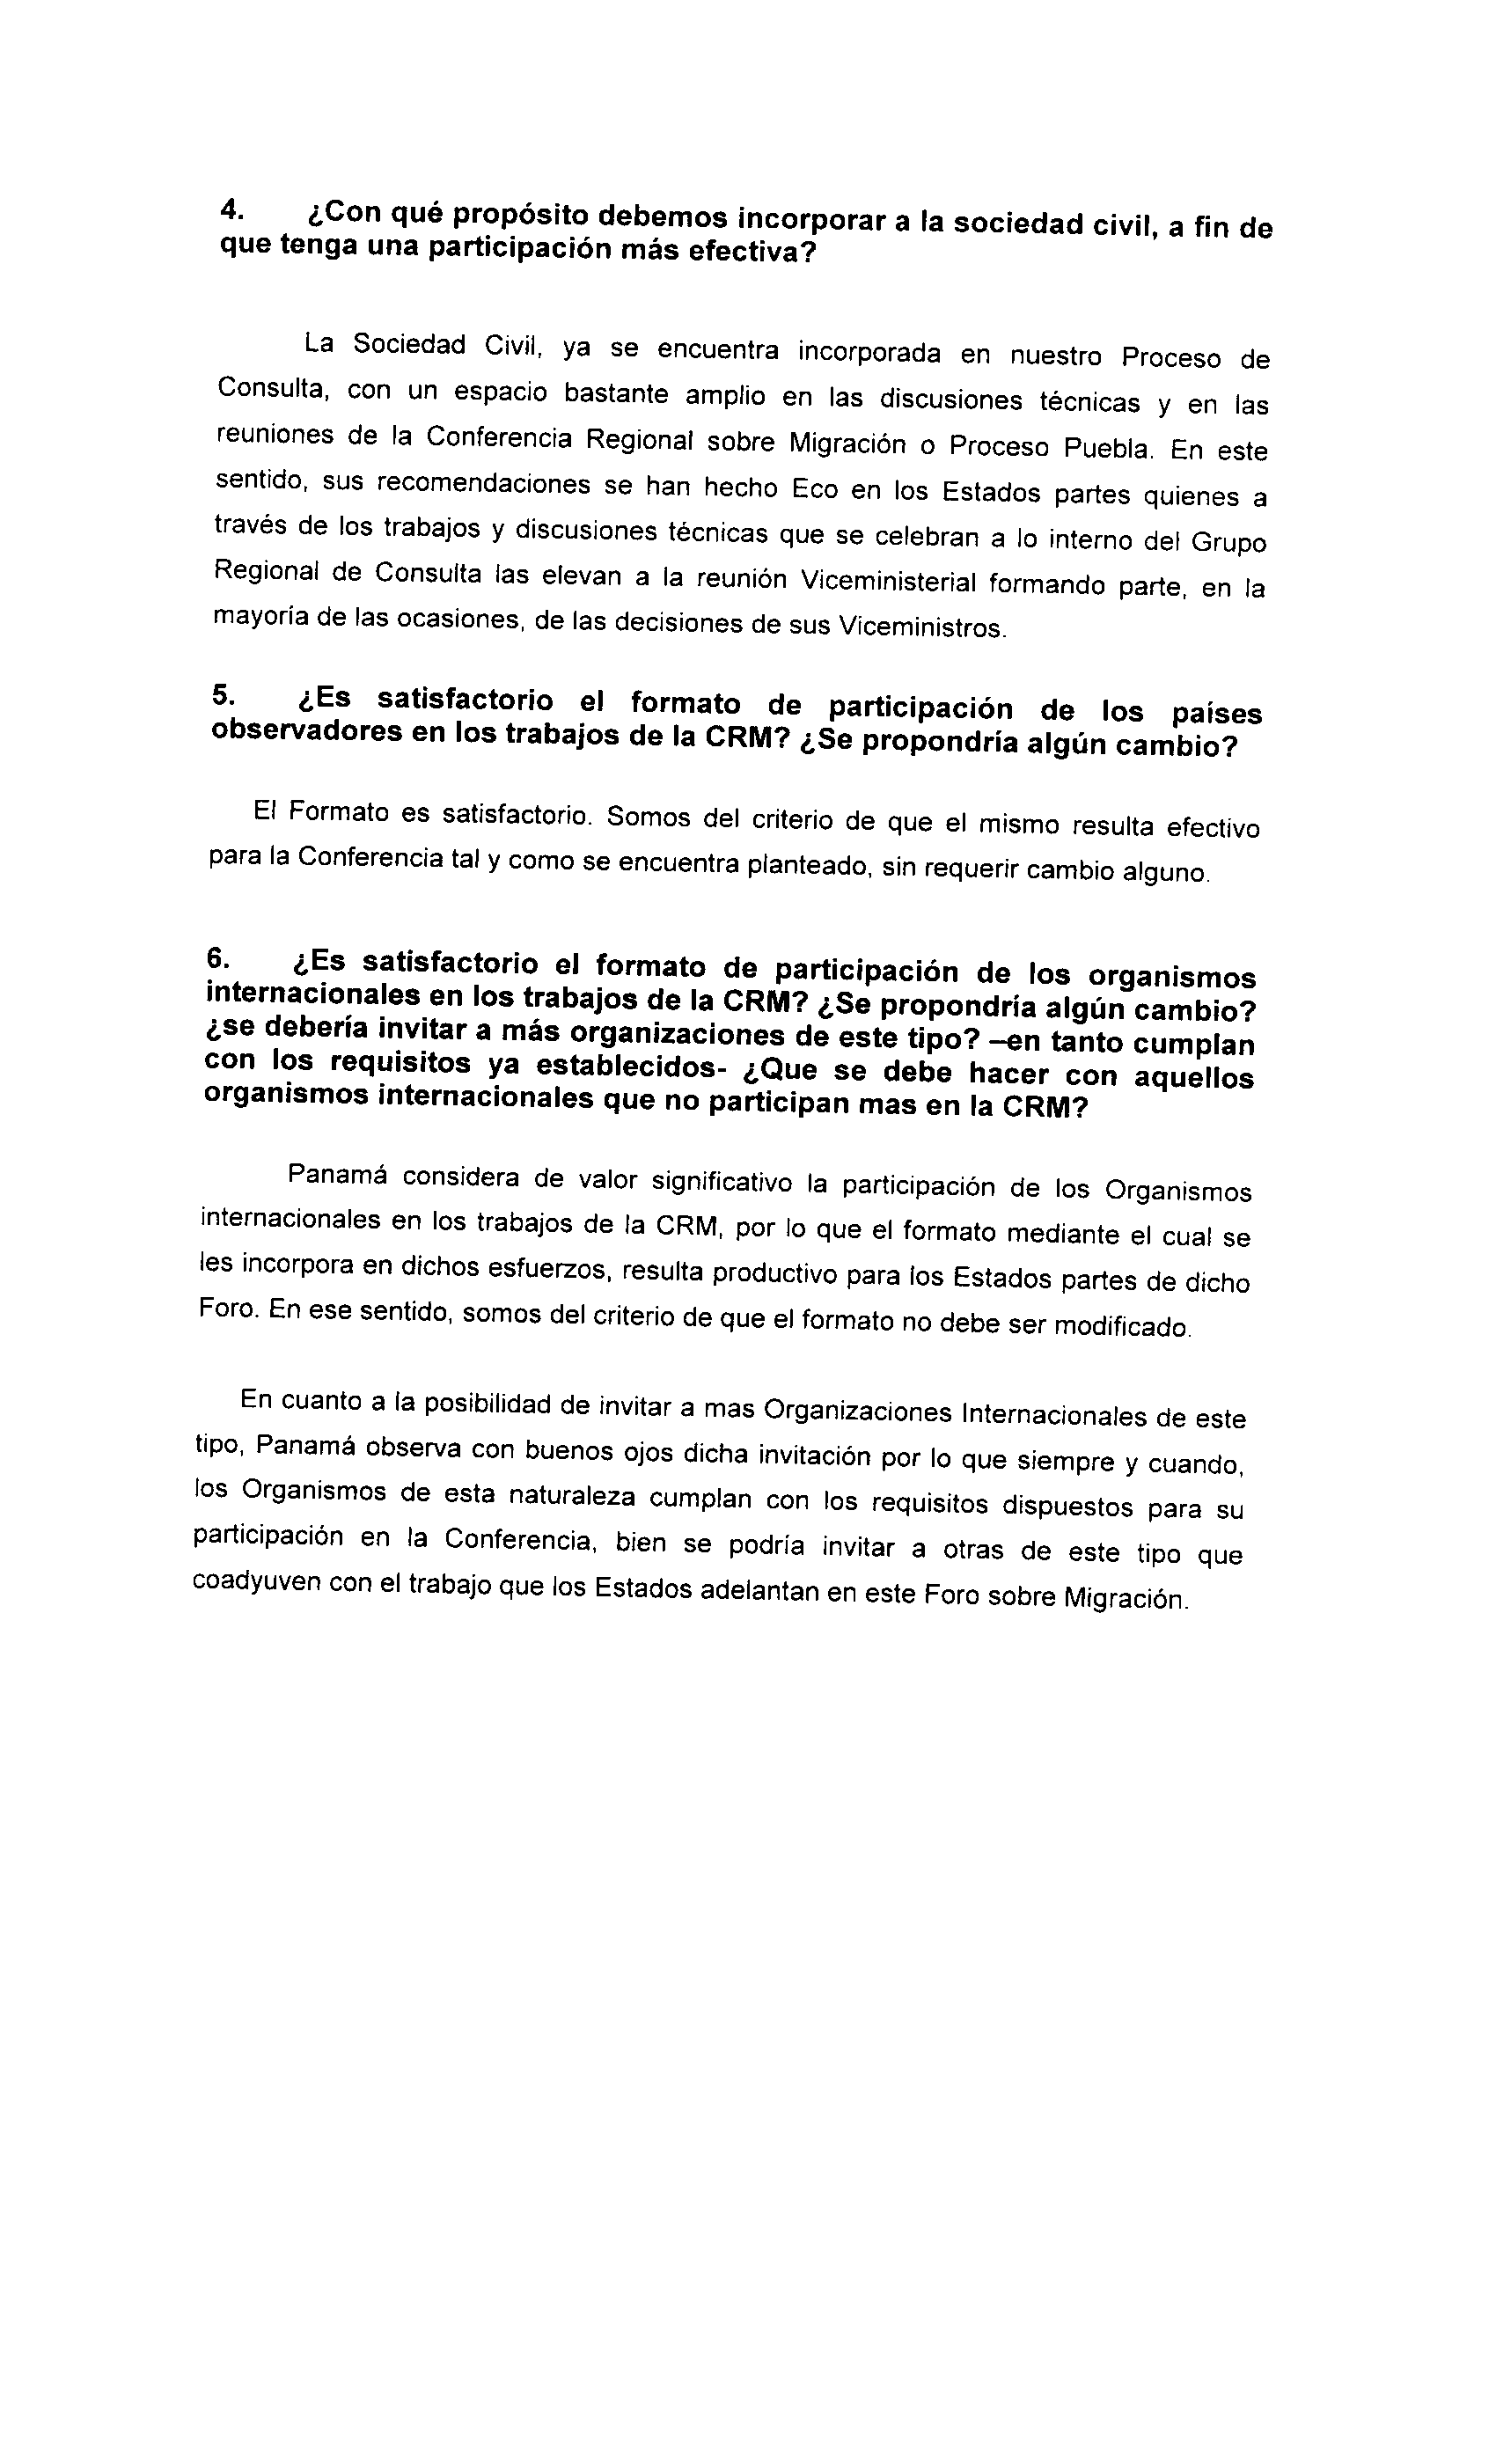 4. ¿Con qué propósito debemos incorporar a la sociedad civil, a fin de
que tenga una participación más efectiva?
La Sociedad Civil, ya se encuentra incorporada en nuestro Proceso de
Consulta, con un espacio bastante amplio en las discusiones técnicas y en las
reuniones de la Conferencia Regional sobre Migración o Proceso Puebla. En este
sentido, sus recomendaciones se han hecho Eco en los Estados partes quienes a
través de los trabajos y discusiones técnicas que se celebran a lo interno del Grupo
Regional de Consulta las elevan a la reunión Viceministerial formando parte, en la
mayoría de las ocasiones, de las decisiones de sus Viceministros.
5. ¿Es satisfactorio el formato de participación de los países
observadores en los trabajos de la CRM? ¿Se propondría algún cambio?
El Formato es satisfactorio. Somos del criterio de que el mismo resulta efectivo
para la Conferencia tal y como se encuentra planteado, sin requerir cambio alguno.
6. ¿Es satisfactorio el formato de participación de los organismos
internacionales en los trabajos de la CRM? ¿Se propondría algún cambio?
¿se debería invitar a más organizaciones de este tipo? –en tanto cumplan
con los requisitos ya establecidos- ¿Que se debe hacer con aquellos
organismos internacionales que no participan mas en la CRM?
Panamá considera de valor significativo la participación de los Organismos
internacionales en los trabajos de la CRM, por lo que el formato mediante el cual se
les incorpora en dichos esfuerzos, resulta productivo para los Estados partes de dicho
Foro. En ese sentido, somos del criterio de que el formato no debe ser modificado.
En cuanto a la posibilidad de invitar a mas Organizaciones Internacionales de este
tipo, Panamá observa con buenos ojos dicha invitación por lo que siempre y cuando,
los Organismos de esta naturaleza cumplan con los requisitos dispuestos para su
participación en la Conferencia, bien se podría invitar a otras de este tipo que
coadyuven con el trabajo que los Estados adelantan en este Foro sobre Migración.